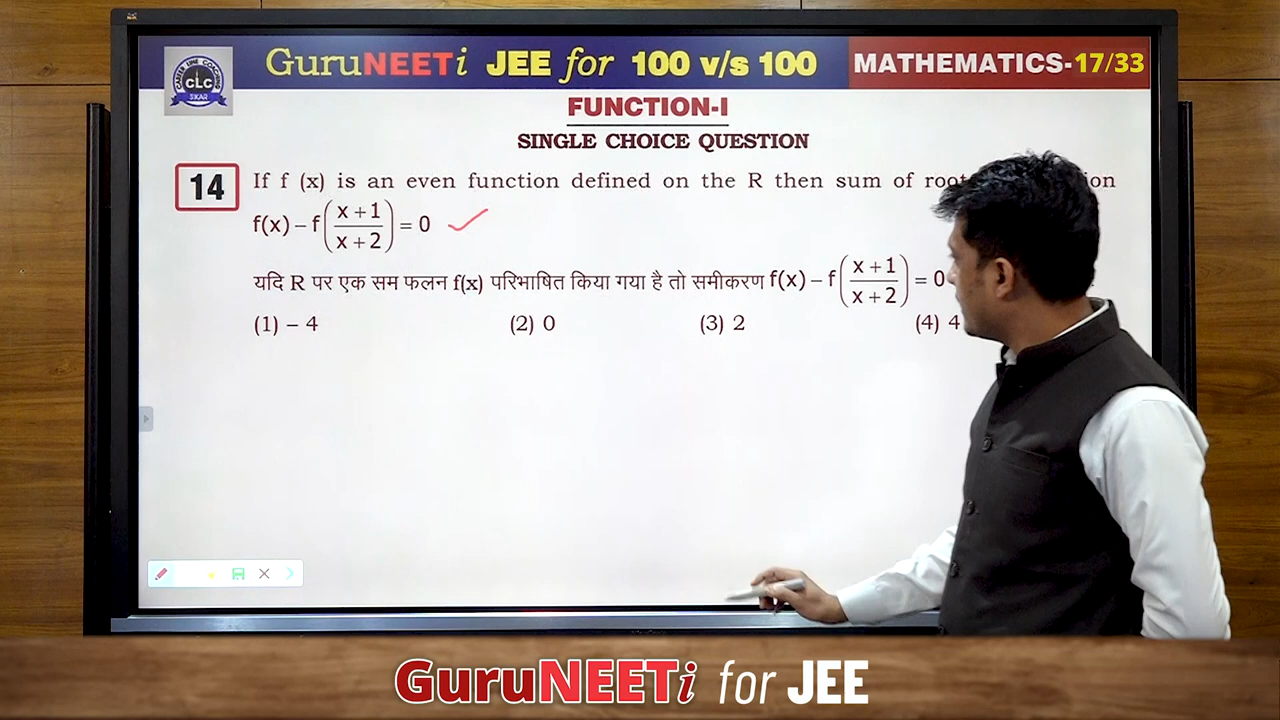 GuruNEETi JEE for 100 v/s 100
MATHEMATICS-17/33
CLC
SIKAR
FUNCTION-I
SINGLE CHOICE QUESTION
14
If f (x) is an even function defined on the R then sum of
f(x) – f((x + 1)/(x + 2)) = 0
यदि R पर एक सम फलन f(x) परिभाषित किया गया है तो समीकरण f(x) – f((x + 1)/(x + 2)) = 0
(1) – 4 (2) 0 (3) 2 (4) 4
GuruNEETi for JEE